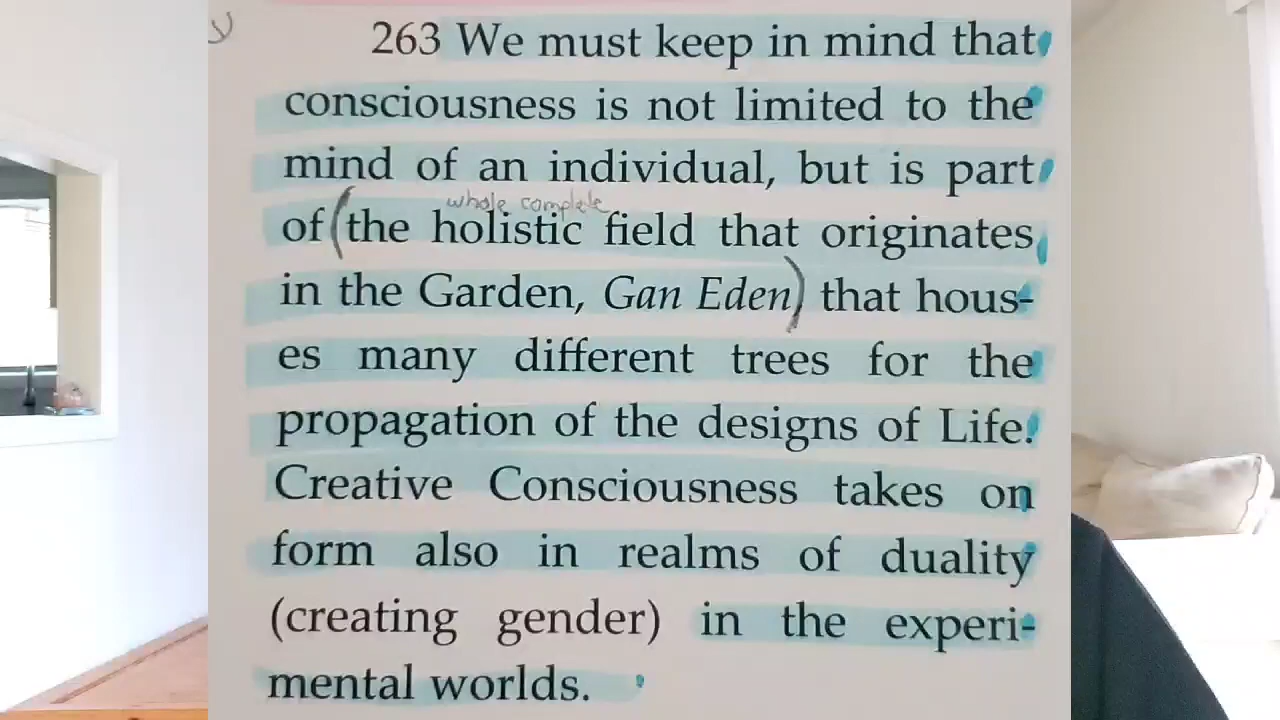 263 We must keep in mind that
consciousness is not limited to the
mind of an individual, but is part
whole complete
of (the holistic field that originates
in the Garden, Gan Eden) that hous-
es many different trees for the
propagation of the designs of Life.
Creative Consciousness takes on
form also in realms of duality
(creating gender) in the experi-
mental worlds.